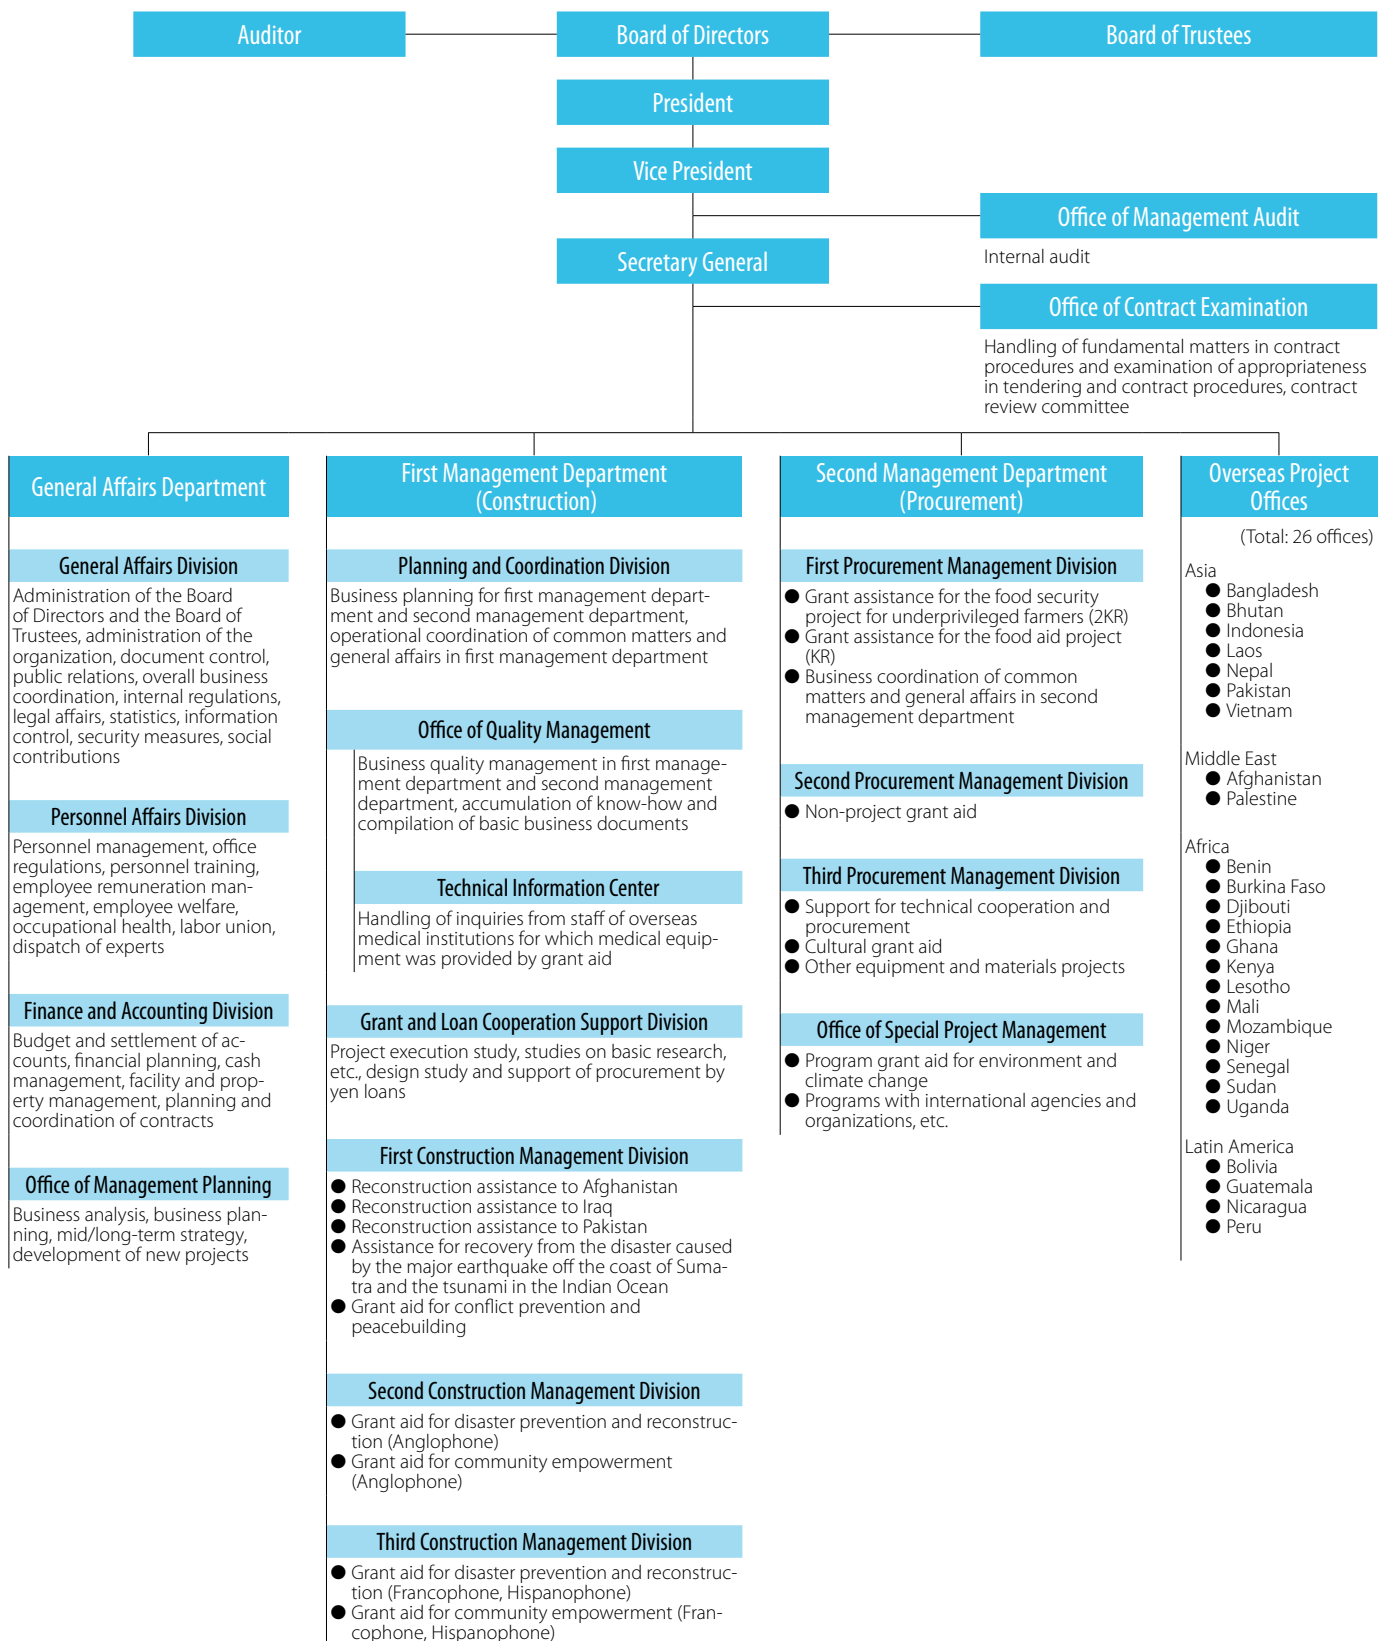 Auditor
Board of Directors
Board of Trustees
President
Vice President
Office of Management Audit
Internal audit
Secretary General
Office of Contract Examination
Handling of fundamental matters in contract
procedures and examination of appropriateness
in tendering and contract procedures, contract
review committee
General Affairs Department
General Affairs Division
Administration of the Board
of Directors and the Board of
Trustees, administration of the
organization, document control,
public relations, overall business
coordination, internal regulations,
legal affairs, statistics, information
control, security measures, social
contributions
Personnel Affairs Division
Personnel management, office
regulations, personnel training,
employee remuneration man-
agement, employee welfare,
occupational health, labor union,
dispatch of experts
Finance and Accounting Division
Budget and settlement of ac-
counts, financial planning, cash
management, facility and prop-
erty management, planning and
coordination of contracts
Office of Management Planning
Business analysis, business plan-
ning, mid/long-term strategy,
development of new projects
First Management Department
(Construction)
Planning and Coordination Division
Business planning for first management depart-
ment and second management department,
operational coordination of common matters and
general affairs in first management department
Office of Quality Management
Business quality management in first manage-
ment department and second management
department, accumulation of know-how and
compilation of basic business documents
Technical Information Center
Handling of inquiries from staff of overseas
medical institutions for which medical equip-
ment was provided by grant aid
Grant and Loan Cooperation Support Division
Project execution study, studies on basic research,
etc., design study and support of procurement by
yen loans
First Construction Management Division
● Reconstruction assistance to Afghanistan
● Reconstruction assistance to Iraq
● Reconstruction assistance to Pakistan
● Assistance for recovery from the disaster caused
by the major earthquake off the coast of Suma-
tra and the tsunami in the Indian Ocean
● Grant aid for conflict prevention and
peacebuilding
Second Construction Management Division
● Grant aid for disaster prevention and reconstruc-
tion (Anglophone)
● Grant aid for community empowerment
(Anglophone)
Third Construction Management Division
● Grant aid for disaster prevention and reconstruc-
tion (Francophone, Hispanophone)
● Grant aid for community empowerment (Fran-
cophone, Hispanophone)
Second Management Department
(Procurement)
First Procurement Management Division
● Grant assistance for the food security
project for underprivileged farmers (2KR)
● Grant assistance for the food aid project
(KR)
● Business coordination of common
matters and general affairs in second
management department
Second Procurement Management Division
● Non-project grant aid
Third Procurement Management Division
● Support for technical cooperation and
procurement
● Cultural grant aid
● Other equipment and materials projects
Office of Special Project Management
● Program grant aid for environment and
climate change
● Programs with international agencies and
organizations, etc.
Overseas Project
Offices
(Total: 26 offices)
Asia
● Bangladesh
● Bhutan
● Indonesia
● Laos
● Nepal
● Pakistan
● Vietnam
Middle East
● Afghanistan
● Palestine
Africa
● Benin
● Burkina Faso
● Djibouti
● Ethiopia
● Ghana
● Kenya
● Lesotho
● Mali
● Mozambique
● Niger
● Senegal
● Sudan
● Uganda
Latin America
● Bolivia
● Guatemala
● Nicaragua
● Peru